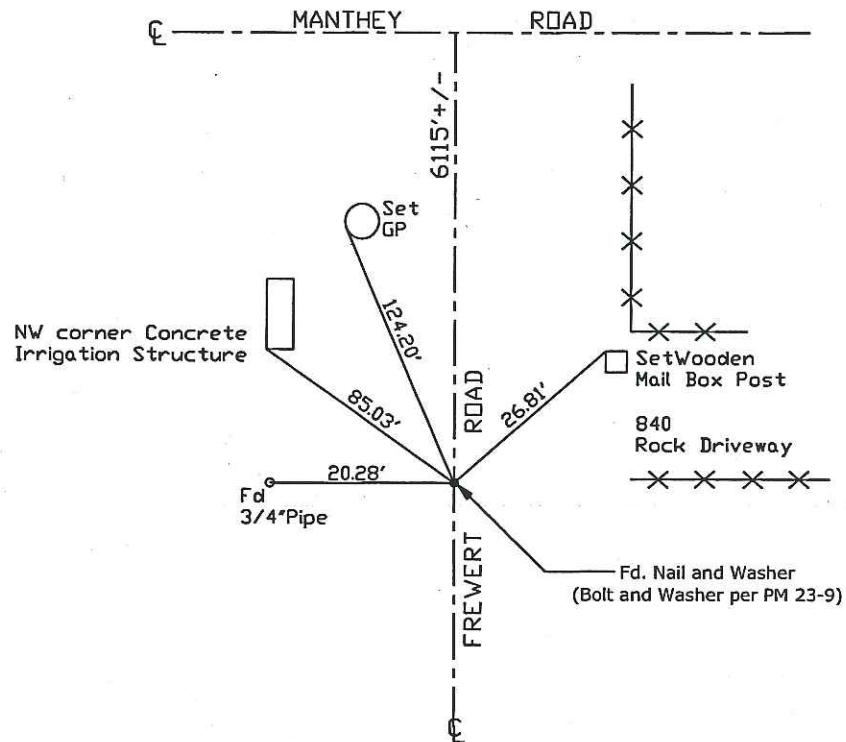 MANTHEY ROAD
℄
6115'+/-
Set
GP
124.20'
NW corner Concrete
Irrigation Structure
85.03'
ROAD
26.81'
SetWooden
Mail Box Post
840
Rock Driveway
20.28'
Fd
3/4"Pipe
FREWERT
Fd. Nail and Washer
(Bolt and Washer per PM 23-9)
℄